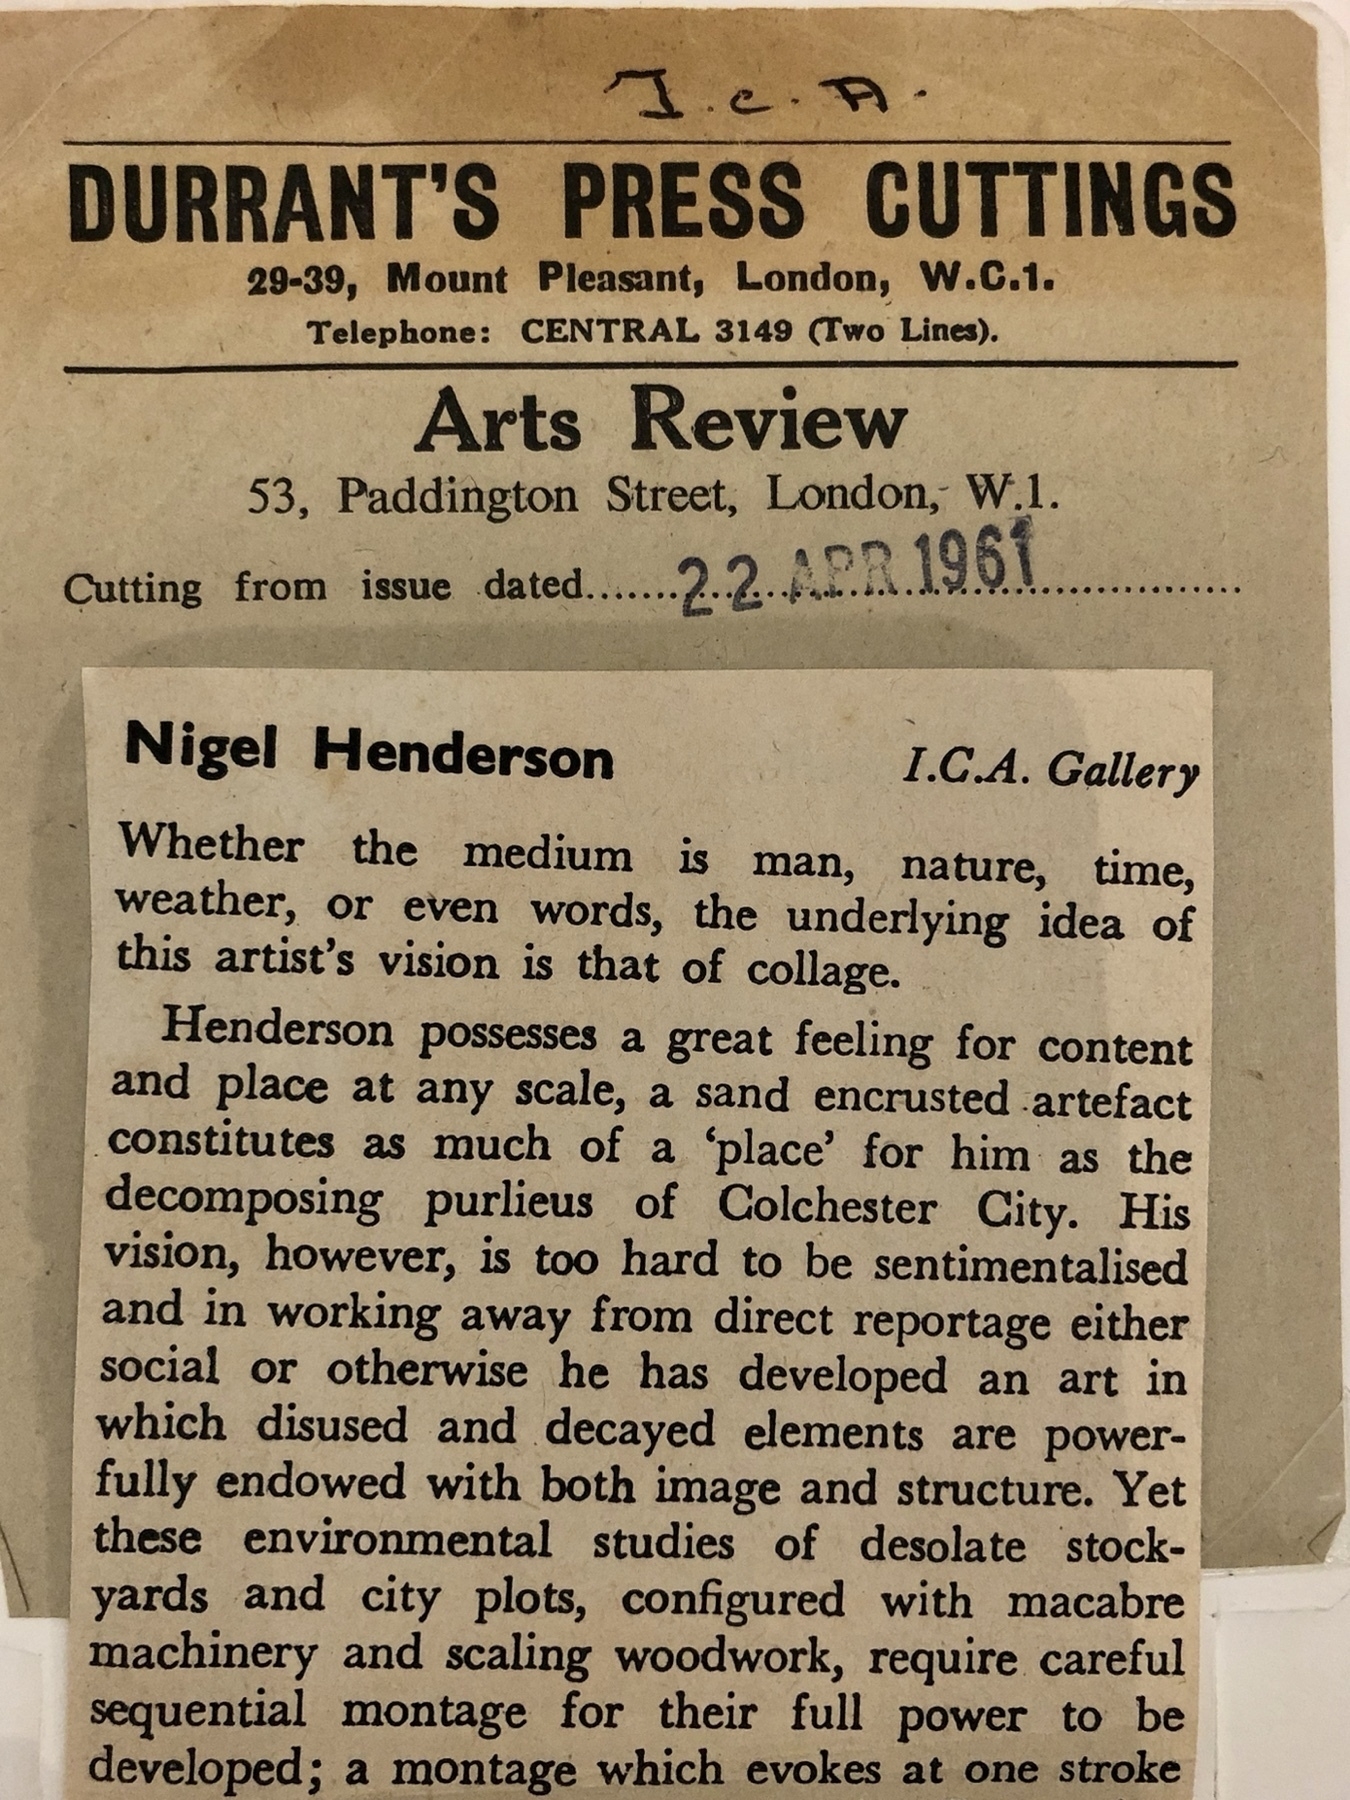 I.C.A.
DURRANT'S PRESS CUTTINGS
29-39, Mount Pleasant, London, W.C.1.
Telephone: CENTRAL 3149 (Two Lines).
Arts Review
53, Paddington Street, London, W.1.
Cutting from issue dated.......22 APR 1961..................
Nigel Henderson I.C.A. Gallery
Whether the medium is man, nature, time,
weather, or even words, the underlying idea of
this artist's vision is that of collage.
Henderson possesses a great feeling for content
and place at any scale, a sand encrusted artefact
constitutes as much of a ‘place’ for him as the
decomposing purlieus of Colchester City. His
vision, however, is too hard to be sentimentalised
and in working away from direct reportage either
social or otherwise he has developed an art in
which disused and decayed elements are power-
fully endowed with both image and structure. Yet
these environmental studies of desolate stock-
yards and city plots, configured with macabre
machinery and scaling woodwork, require careful
sequential montage for their full power to be
developed; a montage which evokes at one stroke